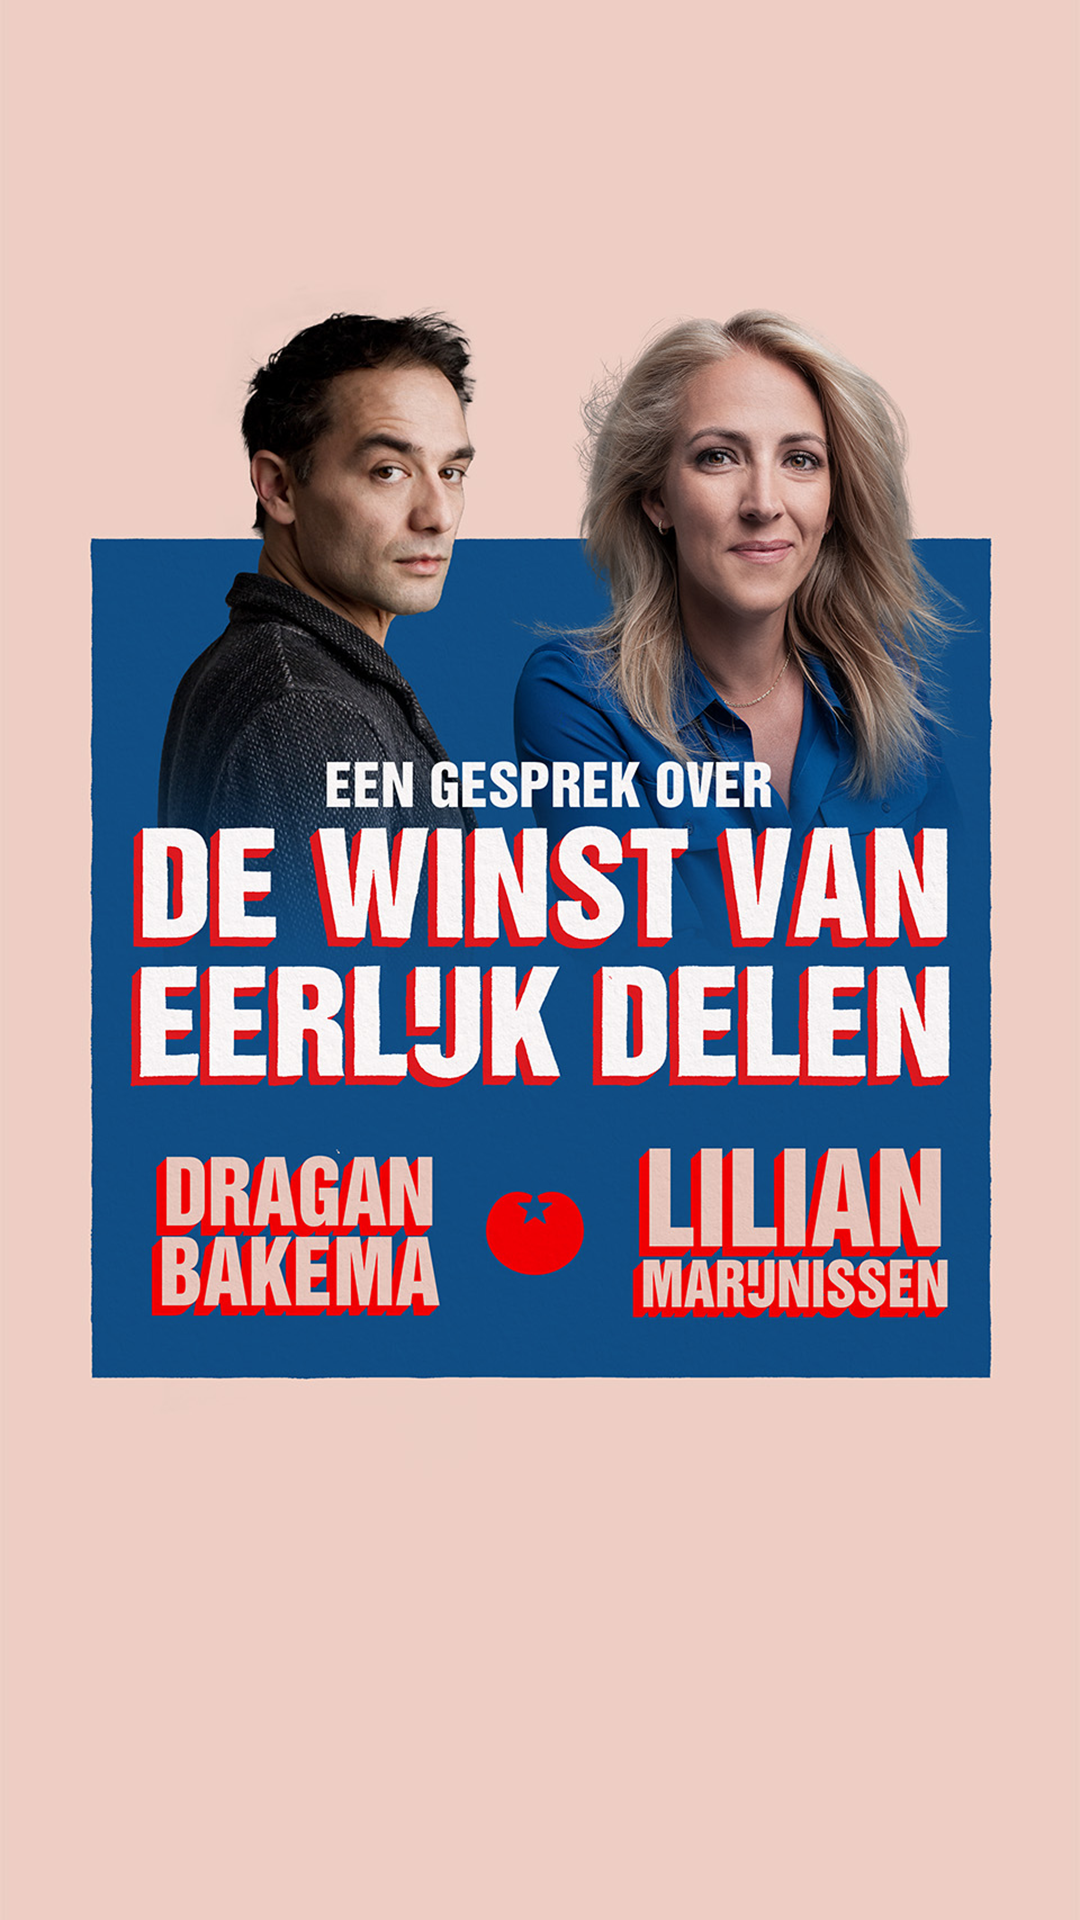 EEN GESPREK OVER
DE WINST VAN
EERLIJK DELEN
DRAGAN
BAKEMA
LILIAN
MARIJNISSEN